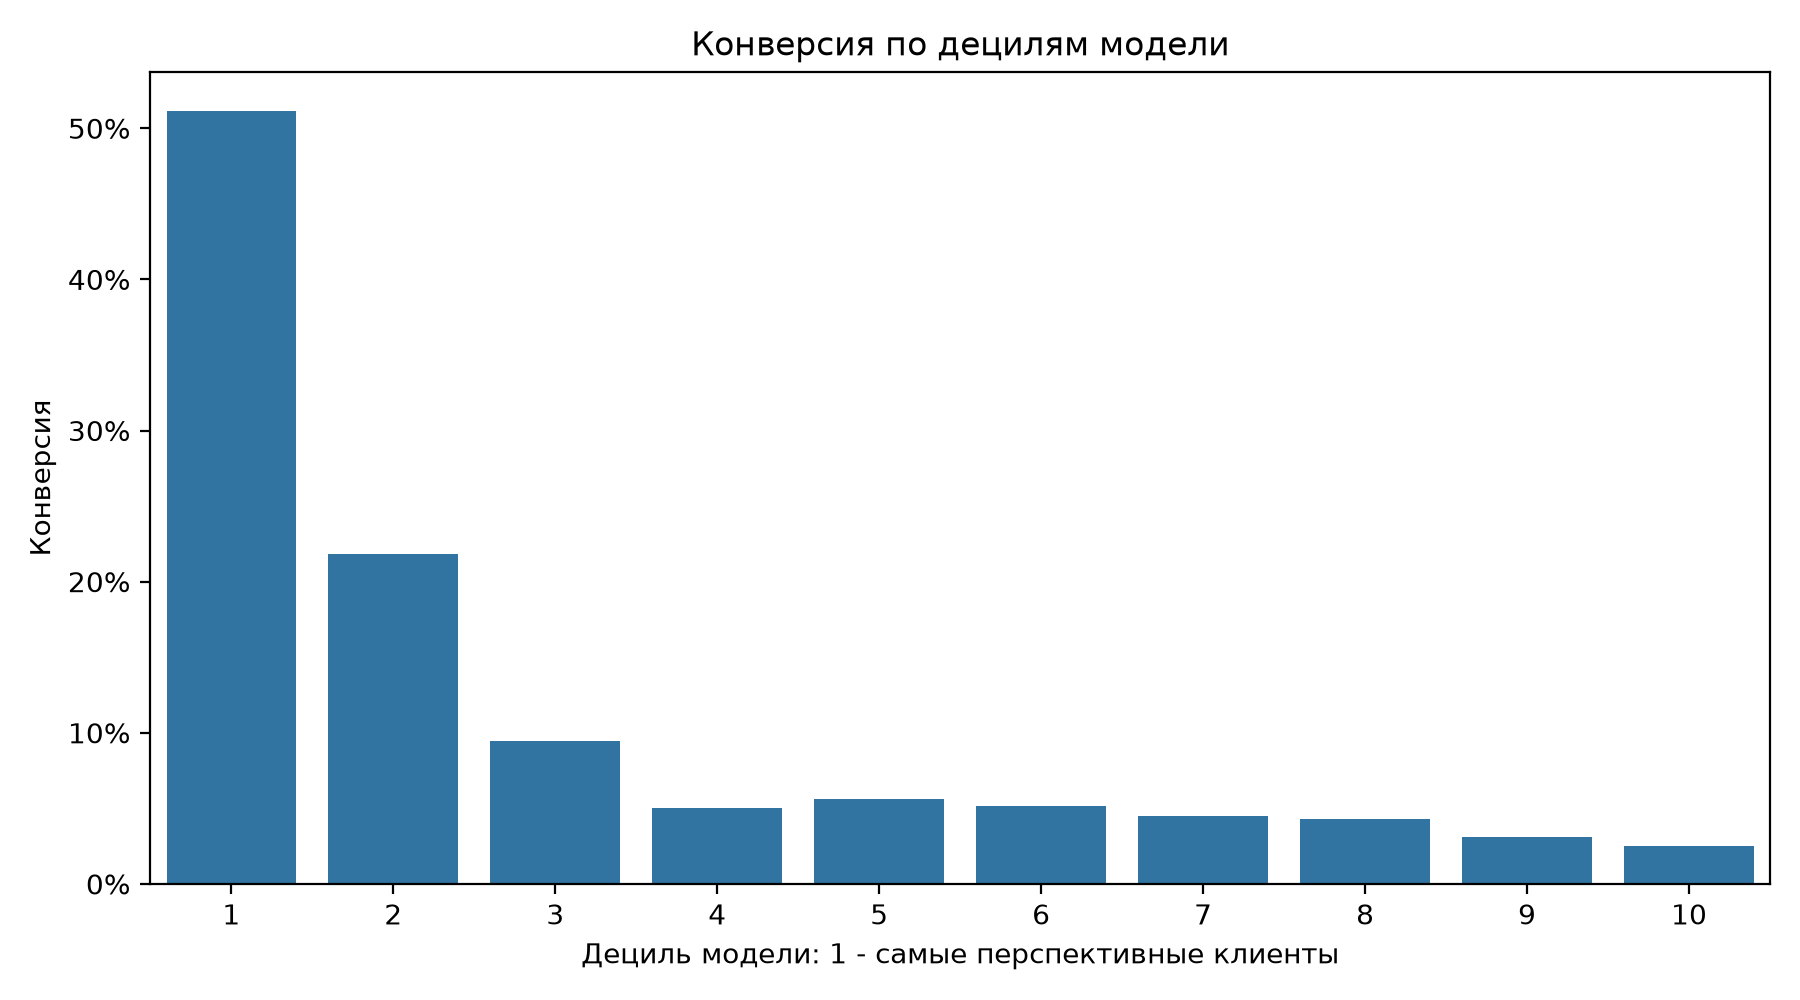 Конверсия по децилям модели
Конверсия
50%
40%
30%
20%
10%
0%
1 2 3 4 5 6 7 8 9 10
Дециль модели: 1 - самые перспективные клиенты